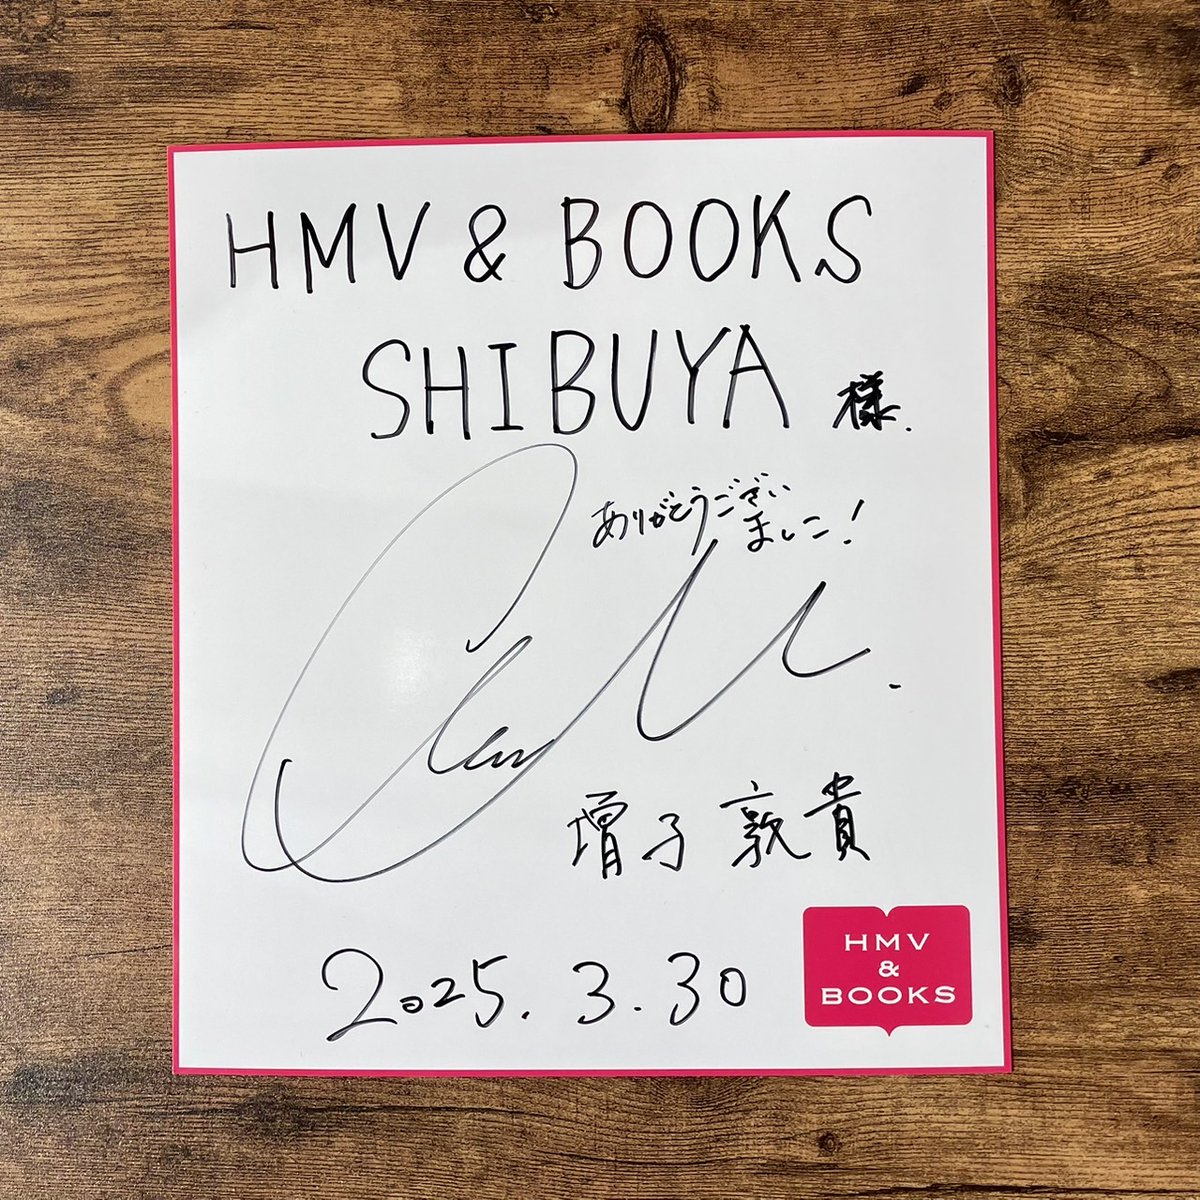 HMV & BOOKS
SHIBUYA 様.
ありがとうござい
ました!
増子 敦貴
2025.3.30
HMV
&
BOOKS